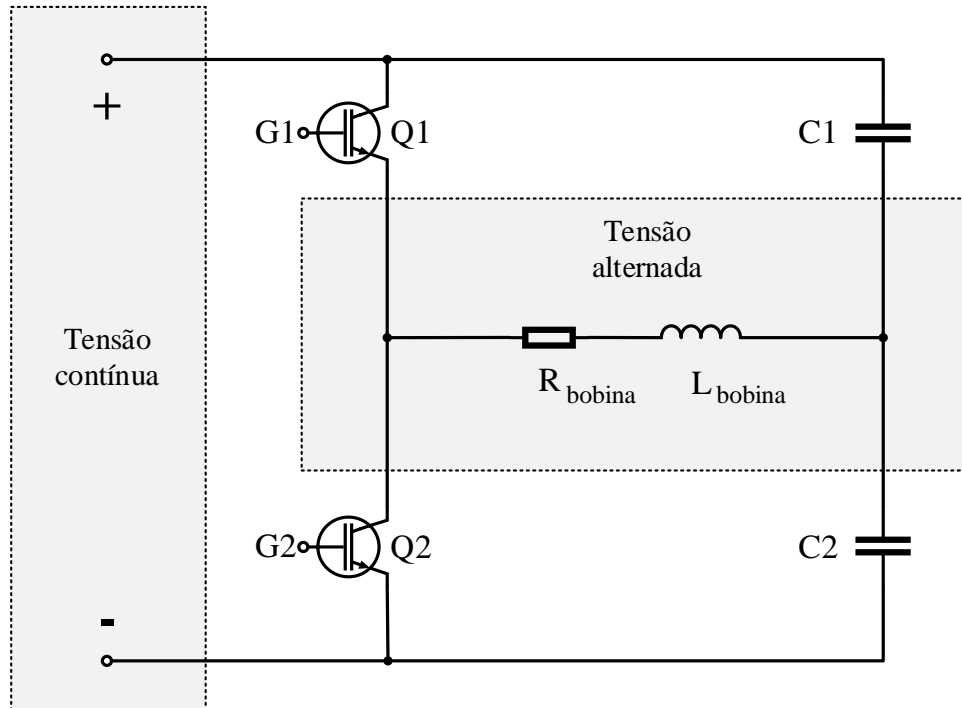 +
G1
Q1
C1
Tensão
alternada
Tensão
contínua
R bobina
L bobina
G2
Q2
C2
-